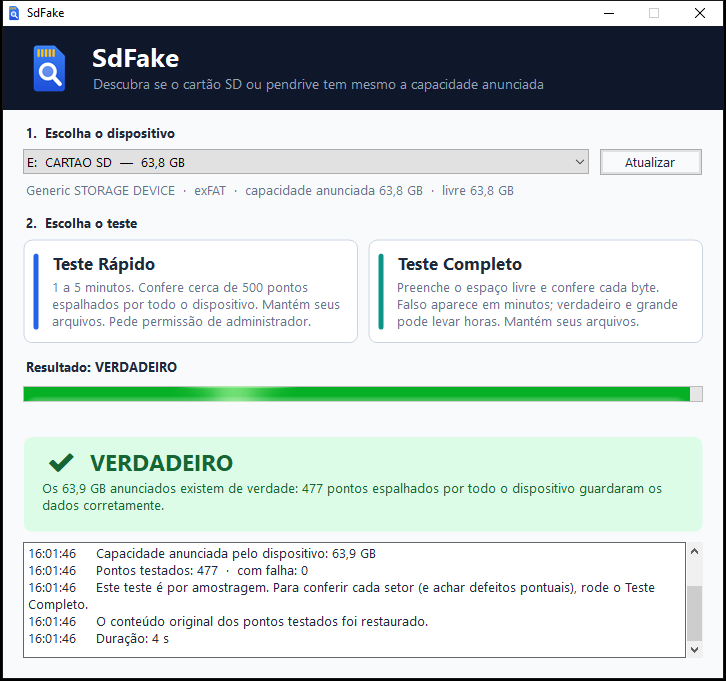 SdFake
SdFake
Descubra se o cartão SD ou pendrive tem mesmo a capacidade anunciada
1. Escolha o dispositivo
E: CARTAO SD — 63,8 GB
Atualizar
Generic STORAGE DEVICE · exFAT · capacidade anunciada 63,8 GB · livre 63,8 GB
2. Escolha o teste
Teste Rápido
1 a 5 minutos. Confere cerca de 500 pontos
espalhados por todo o dispositivo. Mantém seus
arquivos. Pede permissão de administrador.
Teste Completo
Preenche o espaço livre e confere cada byte.
Falso aparece em minutos; verdadeiro e grande
pode levar horas. Mantém seus arquivos.
Resultado: VERDADEIRO
VERDADEIRO
Os 63,9 GB anunciados existem de verdade: 477 pontos espalhados por todo o dispositivo guardaram os
dados corretamente.
16:01:46 Capacidade anunciada pelo dispositivo: 63,9 GB
16:01:46 Pontos testados: 477 · com falha: 0
16:01:46 Este teste é por amostragem. Para conferir cada setor (e achar defeitos pontuais), rode o Teste
Completo.
16:01:46 O conteúdo original dos pontos testados foi restaurado.
16:01:46 Duração: 4 s